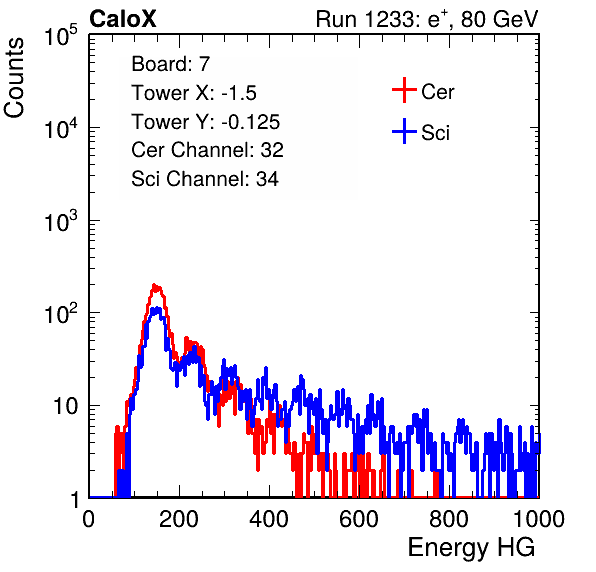 CaloX Run 1233: e⁺, 80 GeV
Counts
10⁵
10⁴
10³
10²
10
1
Board: 7
Tower X: -1.5
Tower Y: -0.125
Cer Channel: 32
Sci Channel: 34
Cer
Sci
0 200 400 600 800 1000
Energy HG